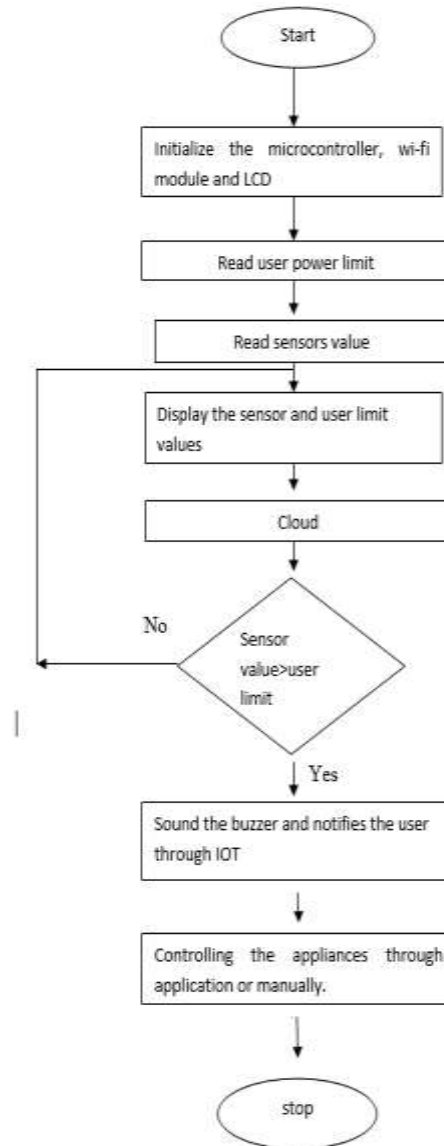 Start
Initialize the microcontroller, wi-fi
module and LCD
Read user power limit
Read sensors value
Display the sensor and user limit
values
Cloud
No
Sensor
value>user
limit
Yes
Sound the buzzer and notifies the user
through IOT
Controlling the appliances through
application or manually.
stop